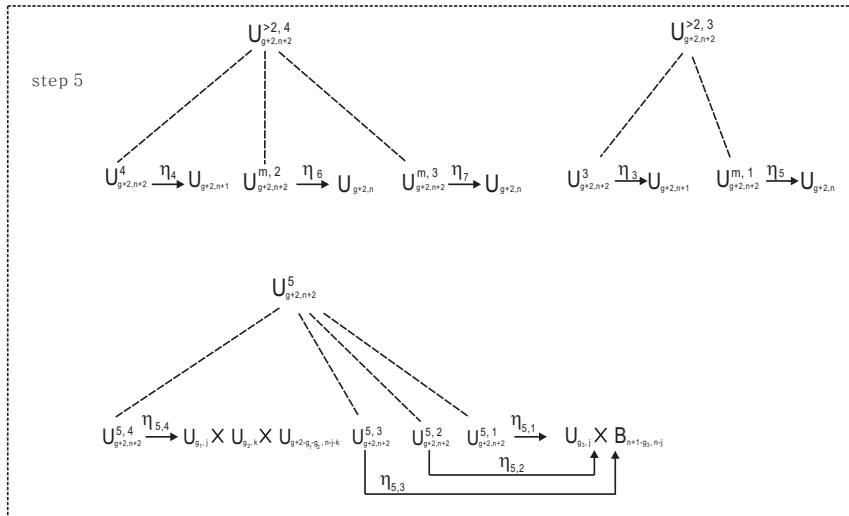 U^{>2,4}_{g+2,n+2} U^{>2,3}_{g+2,n+2}
step 5
U^{4}_{g+2,n+2} η_4 U_{g+2,n+1} U^{m,2}_{g+2,n+2} η_6 U_{g+2,n} U^{m,3}_{g+2,n+2} η_7 U_{g+2,n} U^{3}_{g+2,n+2} η_3 U_{g+2,n+1} U^{m,1}_{g+2,n+2} η_5 U_{g+2,n}
U^{5}_{g+2,n+2}
U^{5,4}_{g+2,n+2} η_{5,4} U_{g_1,j} X U_{g_2,k} X U_{g+2-g_1-g_2,n-j-k} U^{5,3}_{g+2,n+2} U^{5,2}_{g+2,n+2} U^{5,1}_{g+2,n+2} η_{5,1} U_{g_3,j} X B_{n+1-g_3,n-j}
η_{5,2}
η_{5,3}